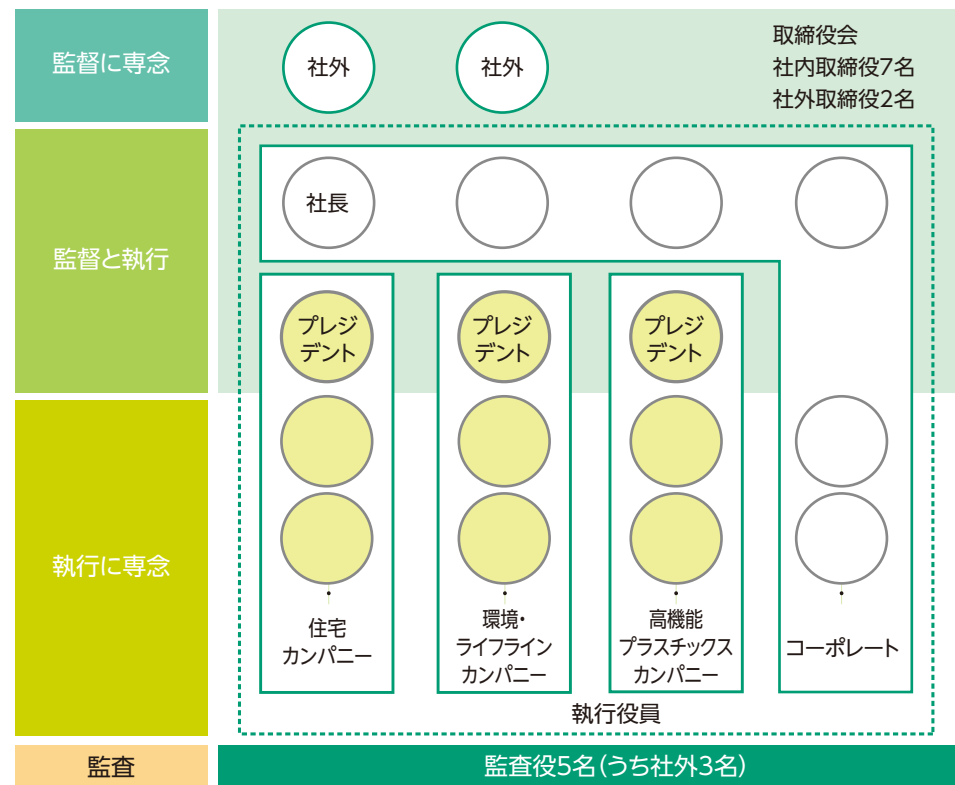 監督に専念
社外
社外
取締役会
社内取締役7名
社外取締役2名
監督と執行
社長
プレジ
デント
プレジ
デント
プレジ
デント
執行に専念
住宅
カンパニー
環境・
ライフライン
カンパニー
高機能
プラスチックス
カンパニー
コーポレート
執行役員
監査
監査役5名(うち社外3名)